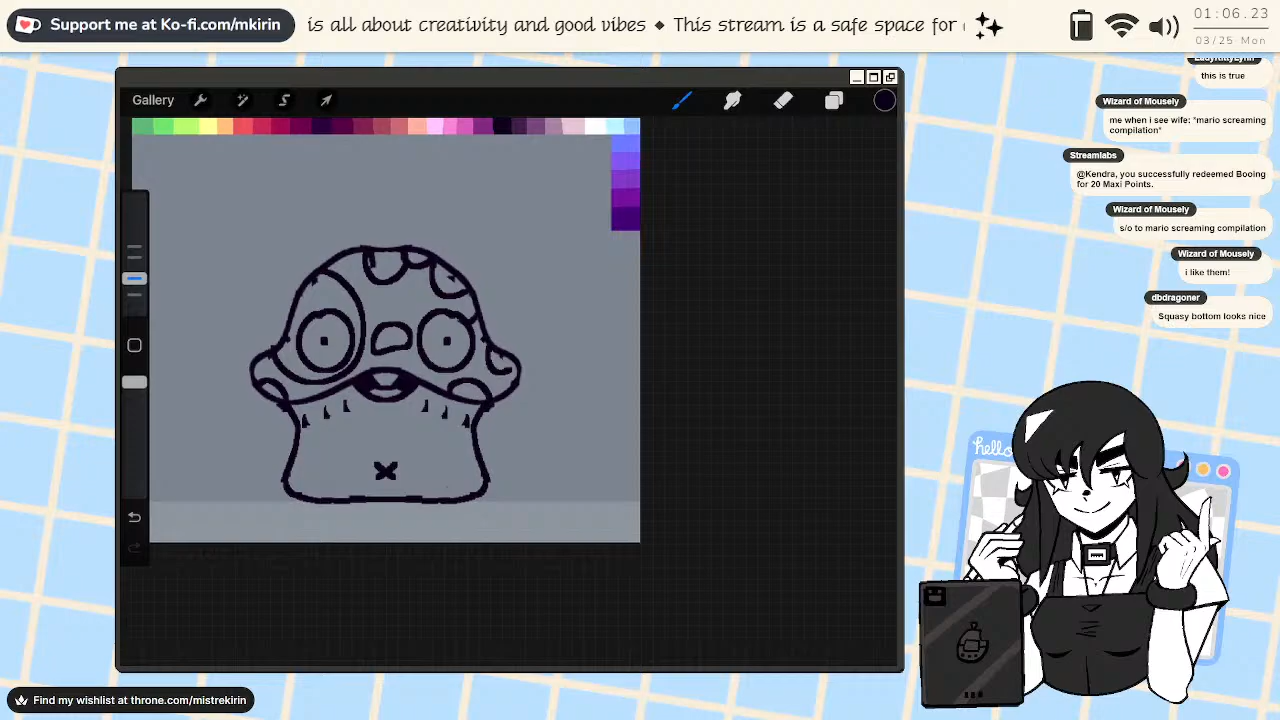 Support me at Ko-fi.com/mkirin
is all about creativity and good vibes ◆ This stream is a safe space for
01:06.23
03/25 Mon
this is true
Wizard of Mousely
me when i see wife: *mario screaming
compilation*
Streamlabs
@Kendra, you successfully redeemed Booing
for 20 Maxi Points.
Wizard of Mousely
s/o to mario screaming compilation
Wizard of Mousely
i like them!
dbdragoner
Squasy bottom looks nice
Gallery
hello
Find my wishlist at throne.com/mistrekirin